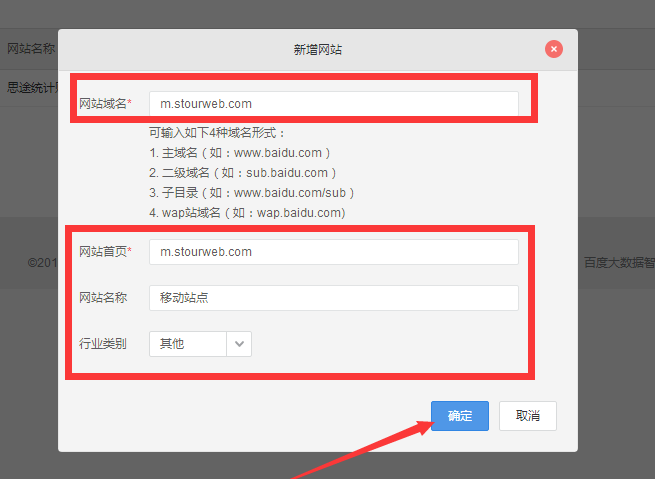 新增网站
网站名称
思途统计
网站域名* m.stourweb.com
可输入如下4种域名形式：
1. 主域名（如：www.baidu.com ）
2. 二级域名（如：sub.baidu.com ）
3. 子目录（如：www.baidu.com/sub ）
4. wap站域名（如：wap.baidu.com)
网站首页* m.stourweb.com
©201
百度大数据智
网站名称 移动站点
行业类别 其他
确定 取消